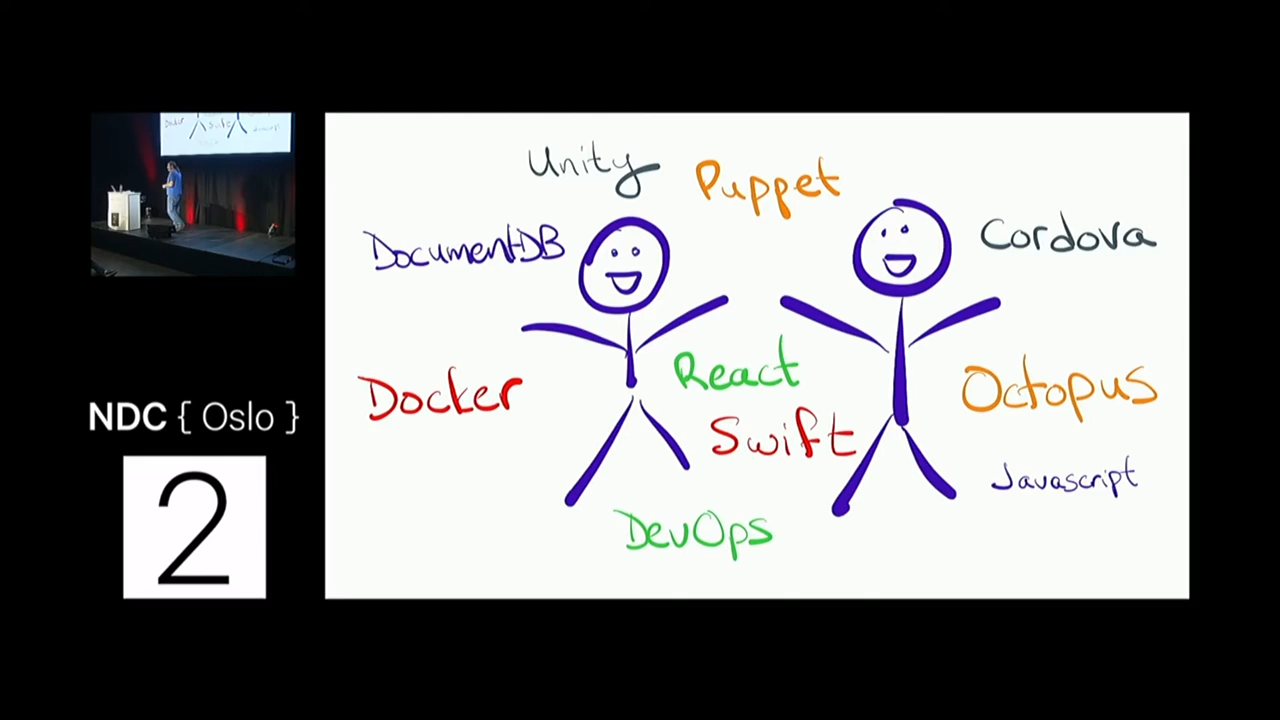 Unity
Puppet
DocumentDB
Cordova
React
Docker
Octopus
Swift
Javascript
DevOps
NDC { Oslo }
2